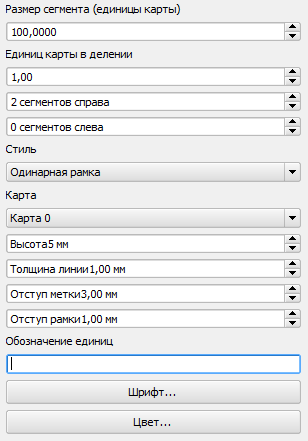 Размер сегмента (единицы карты)
100,0000
Единиц карты в делении
1,00
2 сегментов справа
0 сегментов слева
Стиль
Одинарная рамка
Карта
Карта 0
Высота5 мм
Толщина линии1,00 мм
Отступ метки3,00 мм
Отступ рамки1,00 мм
Обозначение единиц
Шрифт...
Цвет...